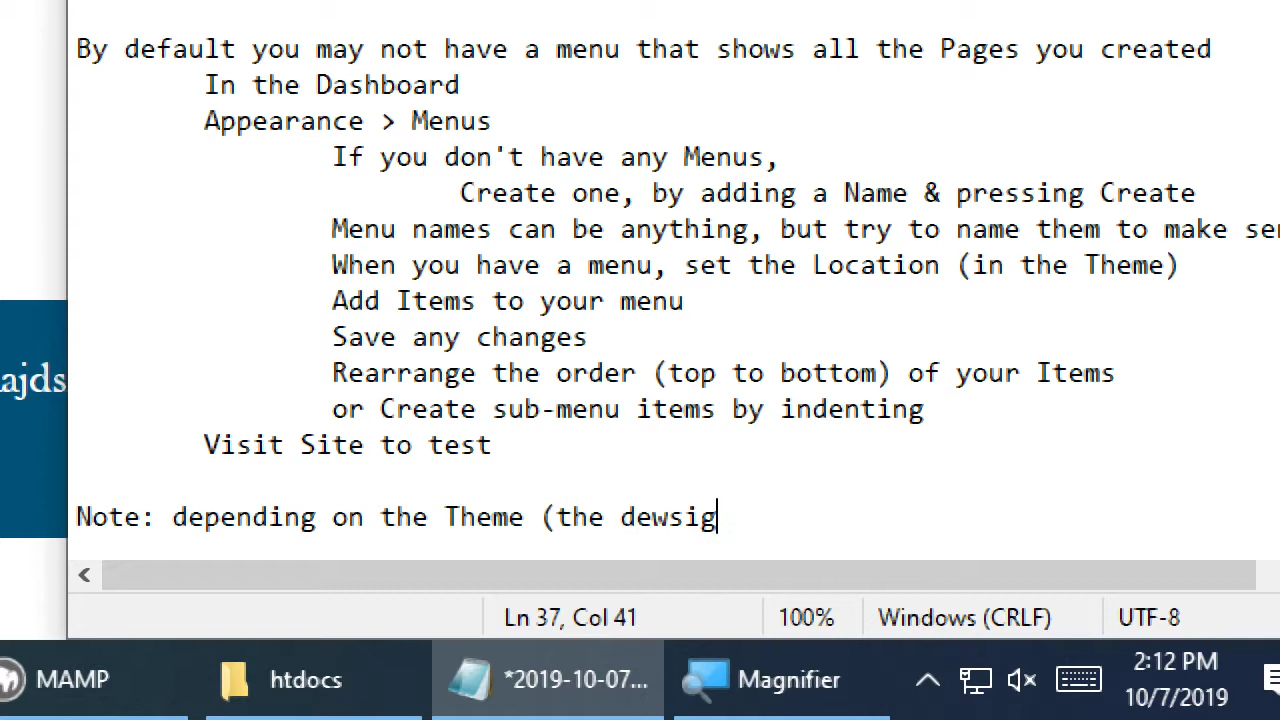 By default you may not have a menu that shows all the Pages you created
In the Dashboard
Appearance > Menus
If you don't have any Menus,
Create one, by adding a Name & pressing Create
Menu names can be anything, but try to name them to make
When you have a menu, set the Location (in the Theme)
Add Items to your menu
Save any changes
Rearrange the order (top to bottom) of your Items
ajds
or Create sub-menu items by indenting
Visit Site to test
Note: depending on the Theme (the dewsig
Ln 37, Col 41 100% Windows (CRLF) UTF-8
MAMP htdocs *2019-10-07... Magnifier 2:12 PM
10/7/2019